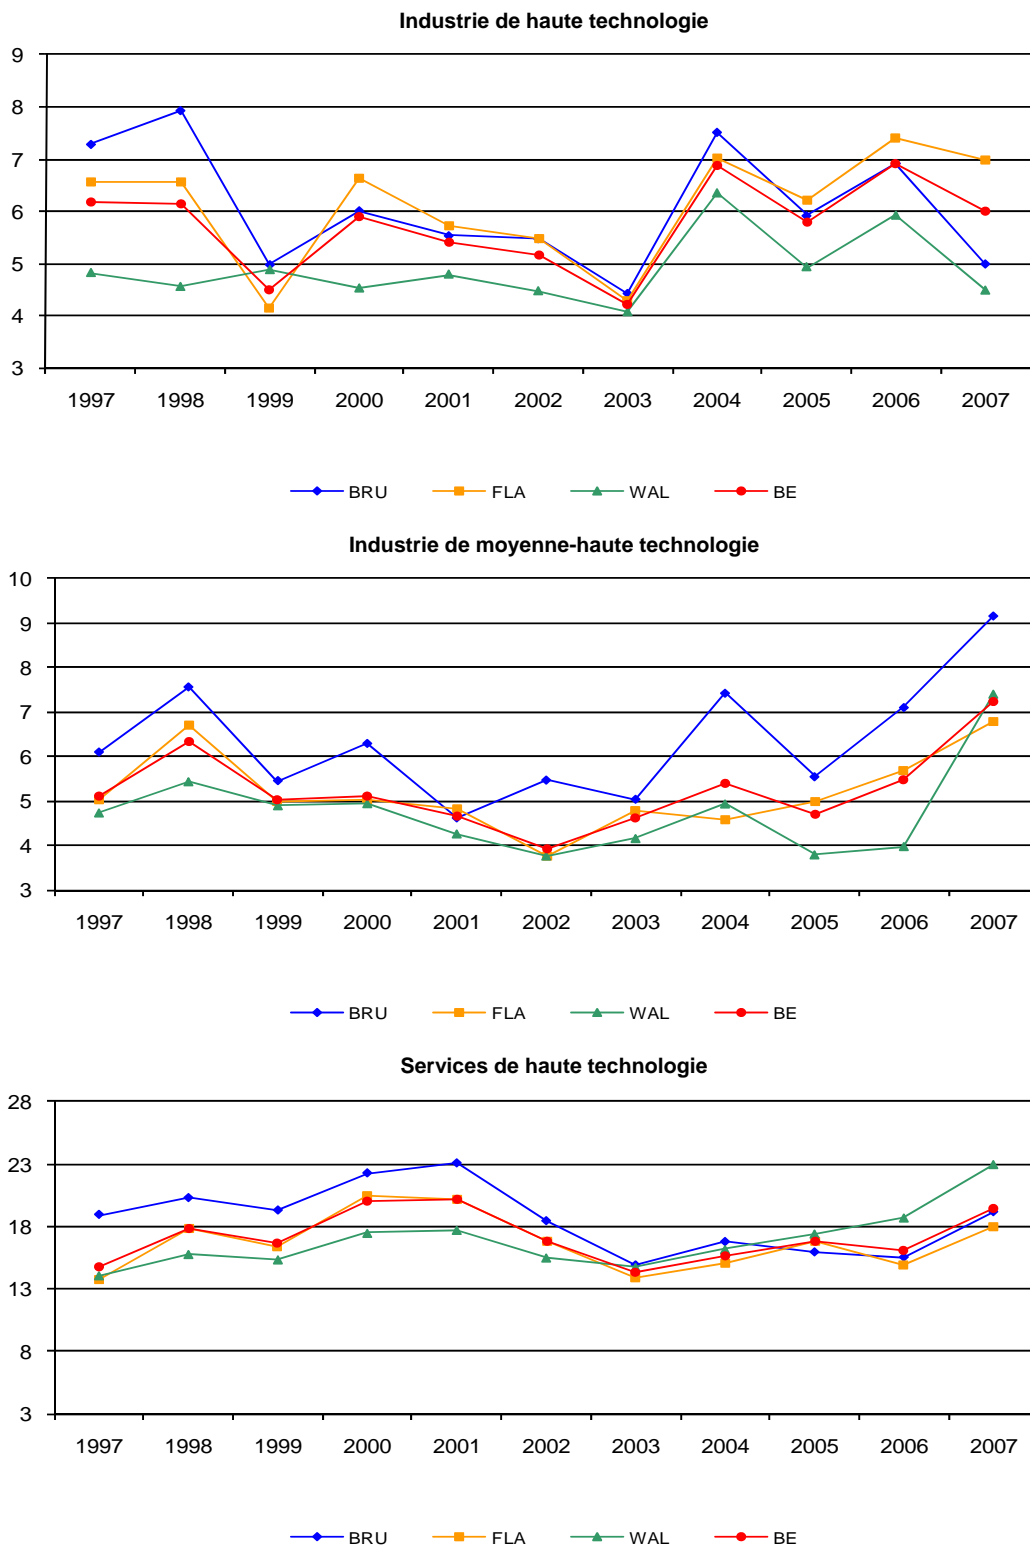 Industrie de haute technologie
9
8
7
6
5
4
3
1997 1998 1999 2000 2001 2002 2003 2004 2005 2006 2007
BRU FLA WAL BE
Industrie de moyenne-haute technologie
10
9
8
7
6
5
4
3
1997 1998 1999 2000 2001 2002 2003 2004 2005 2006 2007
BRU FLA WAL BE
Services de haute technologie
28
23
18
13
8
3
1997 1998 1999 2000 2001 2002 2003 2004 2005 2006 2007
BRU FLA WAL BE